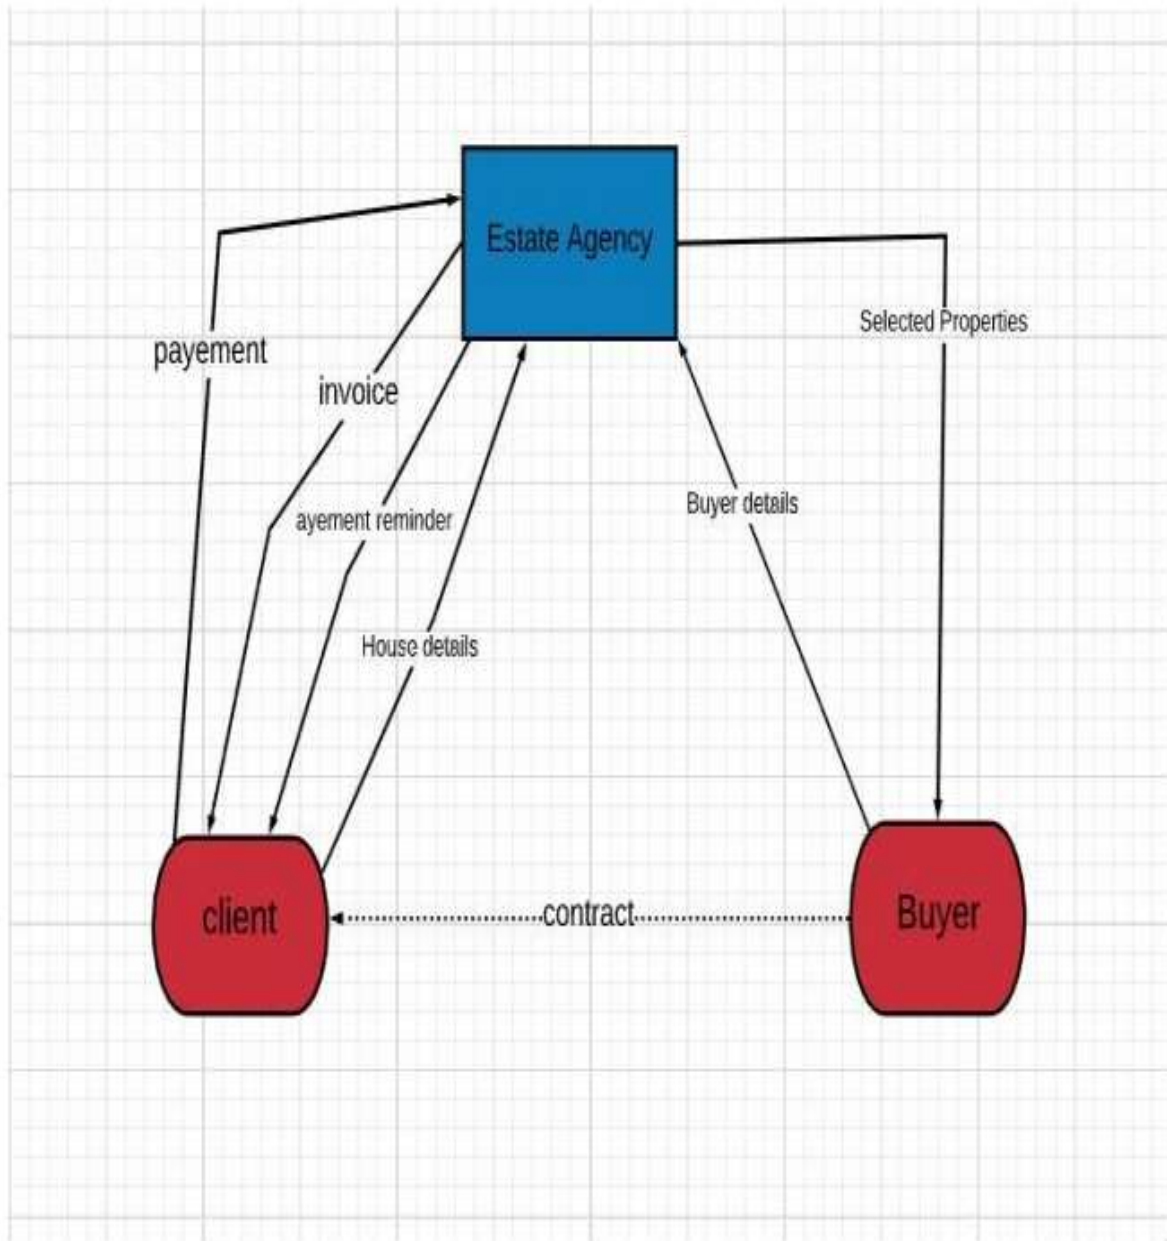 Estate Agency
Selected Properties
payement
invoice
Buyer details
ayement reminder
House details
client
contract
Buyer